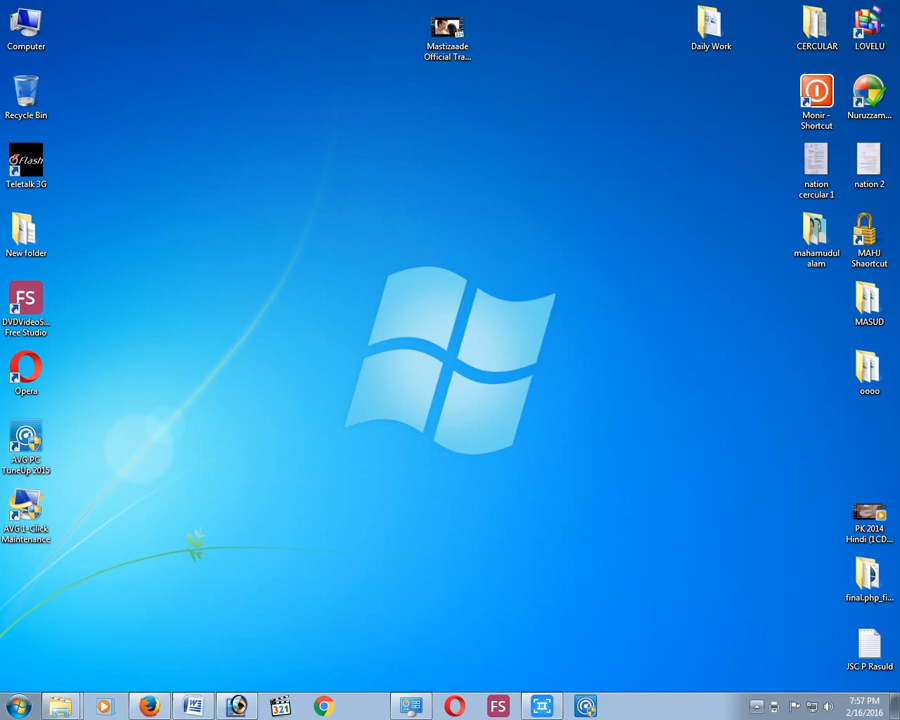 Computer
Recycle Bin
3G Flash
Teletalk 3G
New folder
FS
DVDVideoS...
Free Studio
Opera
AVG PC
TuneUp 2015
AVG 1-Click
Maintenance
Mastizaade
Official Tra...
Daily Work
CERCULAR
LOVELU
Monir -
Shortcut
Nuruzzam...
nation
cercular 1
nation 2
mahamudul
alam
MAHJ
Shaortcut
MASUD
oooo
PK 2014
Hindi (1CD...
final.php_fi...
JSC P Rasuld
321
FS
7:57 PM
2/16/2016